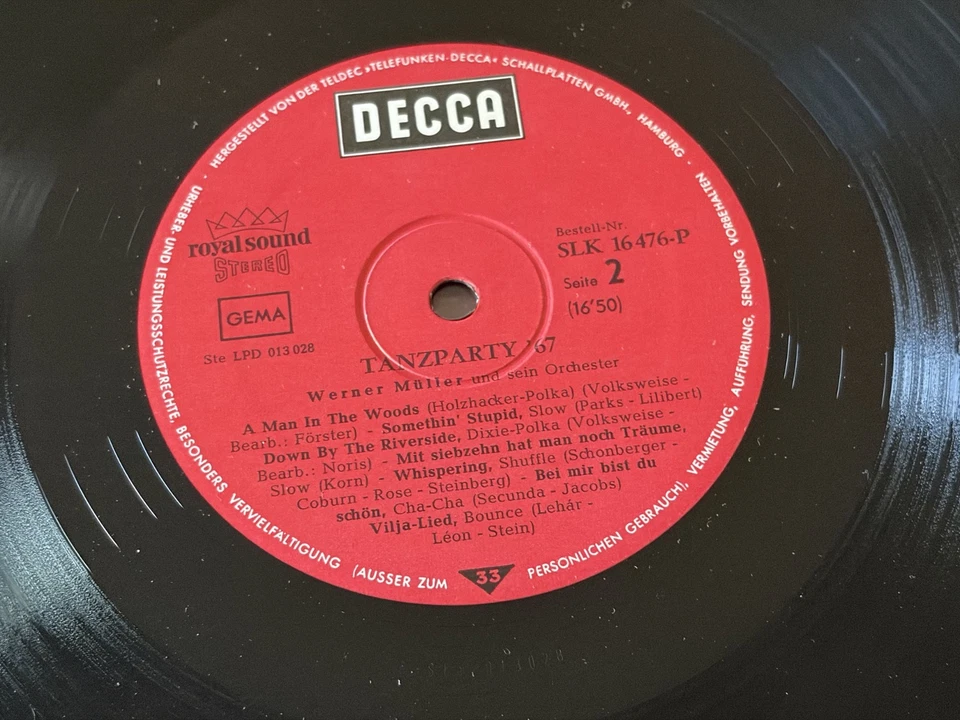 HERGESTELLT VON DER TELDEC »TELEFUNKEN-DECCA« SCHALLPLATTEN GMBH., HAMBURG ·
DECCA
royal sound
STEREO
GEMA
Ste LPD 013 028
Bestell-Nr.
SLK 16 476-P
Seite 2
(16'50)
TANZPARTY '67
Werner Müller und sein Orchester
A Man In The Woods (Holzhacker-Polka) (Volksweise -
Bearb.: Förster) - Somethin' Stupid, Slow (Parks - Lilibert)
Down By The Riverside, Dixie-Polka (Volksweise -
Bearb.: Noris) - Mit siebzehn hat man noch Träume,
Slow (Korn) - Whispering, Shuffle (Schonberger -
Coburn - Rose - Steinberg) - Bei mir bist du
schön, Cha-Cha (Secunda - Jacobs)
Vilja-Lied, Bounce (Lehár -
Léon - Stein)
URHEBER- UND LEISTUNGSSCHUTZRECHTE, BESONDERS VERVIELFÄLTIGUNG (AUSSER ZUM PERSONLICHEN GEBRAUCH), VERMIETUNG, AUFFÜHRUNG, SENDUNG VORBEHALTEN
33